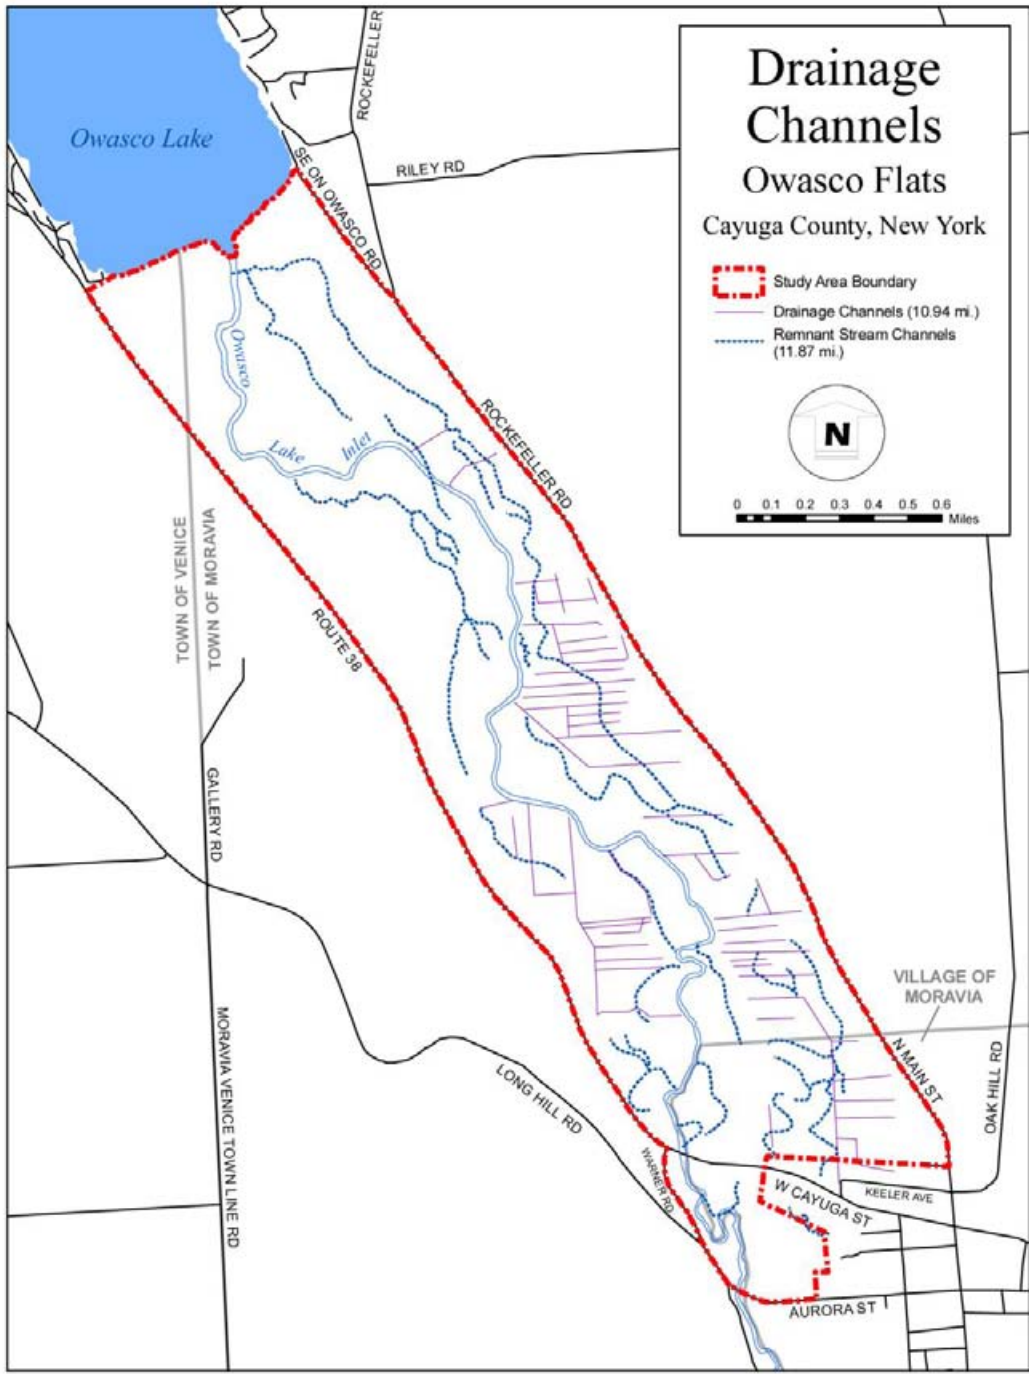 Drainage
Channels
Owasco Flats
Cayuga County, New York
Study Area Boundary
Drainage Channels (10.94 mi.)
Remnant Stream Channels
(11.87 mi.)
N
0 0.1 0.2 0.3 0.4 0.5 0.6
Miles
Owasco Lake
ROCKEFELLER
RILEY RD
SE ON OWASCO RD
Owasco
Lake
Inlet
ROCKEFELLER RD
TOWN OF VENICE
TOWN OF MORAVIA
ROUTE 38
GALLERY RD
VILLAGE OF
MORAVIA
MORAVIA VENICE TOWN LINE RD
LONG HILL RD
N MAIN ST
OAK HILL RD
WARNER RD
W CAYUGA ST
KEELER AVE
AURORA ST